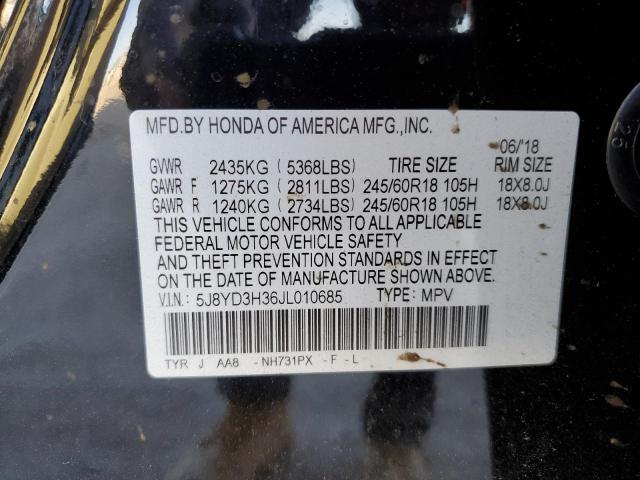 MFD.BY HONDA OF AMERICA MFG.,INC.
06/'18
GVWR 2435KG ( 5368LBS) TIRE SIZE RIM SIZE
GAWR F 1275KG ( 2811LBS) 245/60R18 105H 18X8.0J
GAWR R 1240KG ( 2734LBS) 245/60R18 105H 18X8.0J
THIS VEHICLE CONFORMS TO ALL APPLICABLE
FEDERAL MOTOR VEHICLE SAFETY
AND THEFT PREVENTION STANDARDS IN EFFECT
ON THE DATE OF MANUFACTURE SHOWN ABOVE.
V.I.N.: 5J8YD3H36JL010685 TYPE: MPV
TYR J AA8 -NH731PX -F-L
25